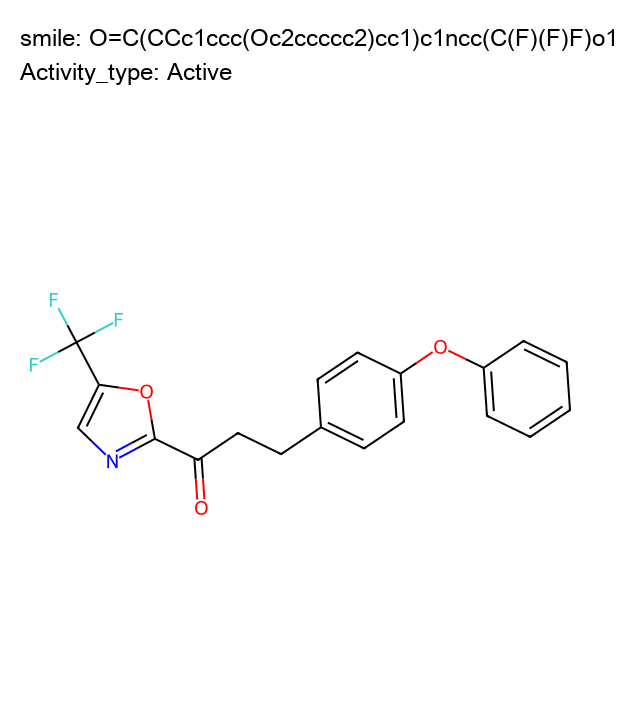 smile: O=C(CCc1ccc(Oc2ccccc2)cc1)c1ncc(C(F)(F)F)o1
Activity_type: Active
F
F
F
O
O
N
O